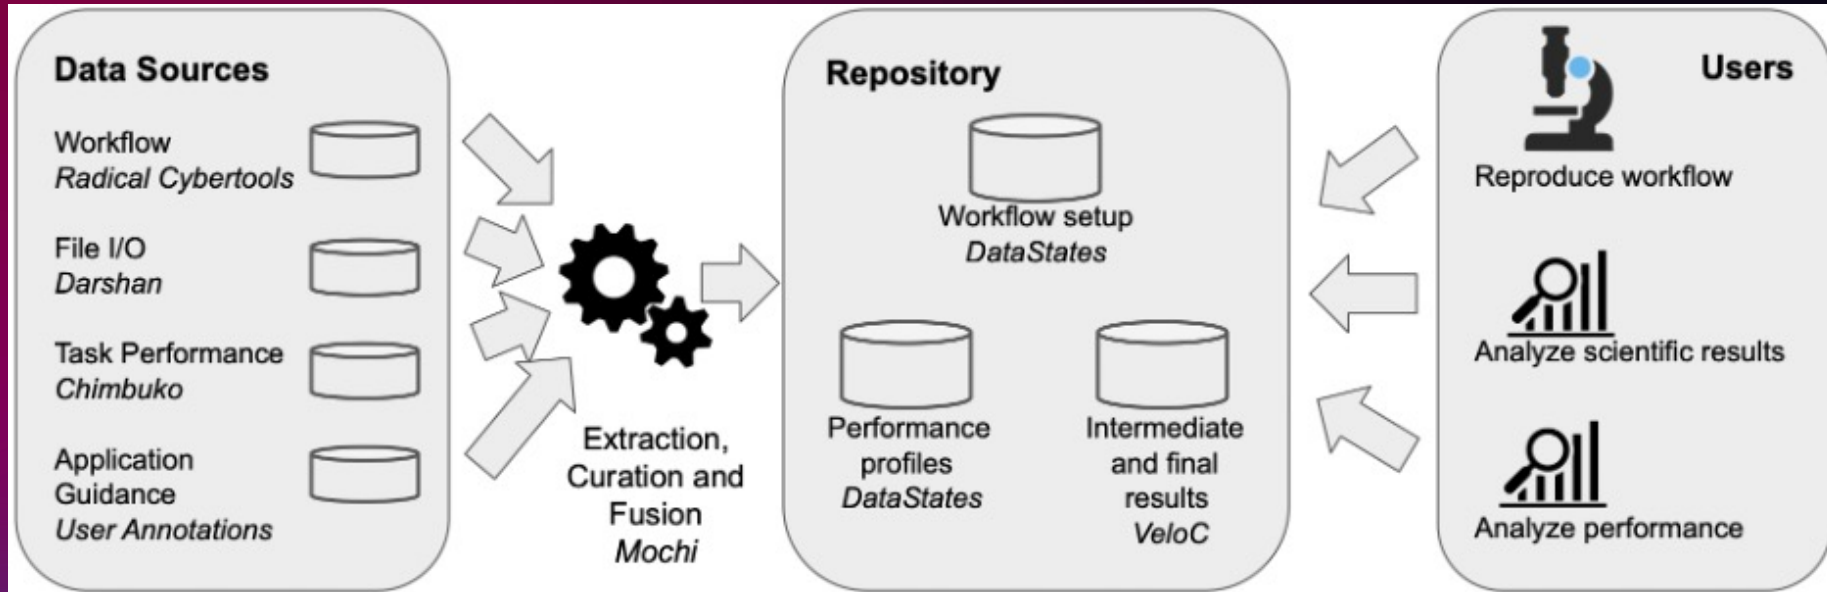 Data Sources
Workflow
Radical Cybertools
File I/O
Darshan
Task Performance
Chimbuko
Application
Guidance
User Annotations
Extraction,
Curation and
Fusion
Mochi
Repository
Workflow setup
DataStates
Performance
profiles
DataStates
Intermediate
and final
results
VeloC
Users
Reproduce workflow
Analyze scientific results
Analyze performance